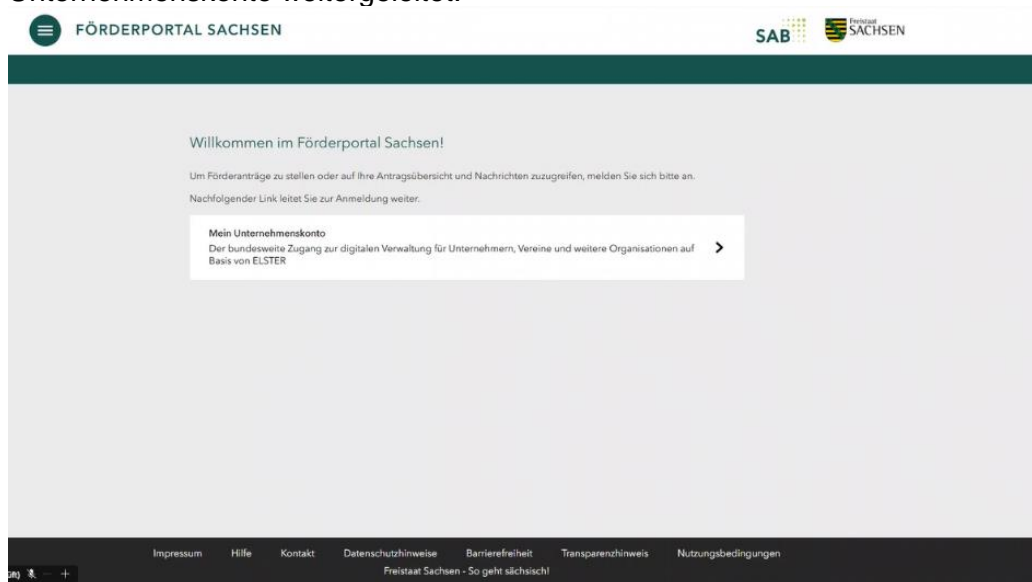 Unternehmenskonto weitergeleitet.
FÖRDERPORTAL SACHSEN
SAB
Freistaat
SACHSEN
Willkommen im Förderportal Sachsen!
Um Förderanträge zu stellen oder auf Ihre Antragsübersicht und Nachrichten zuzugreifen, melden Sie sich bitte an.
Nachfolgender Link leitet Sie zur Anmeldung weiter.
Mein Unternehmenskonto
Der bundesweite Zugang zur digitalen Verwaltung für Unternehmern, Vereine und weitere Organisationen auf
Basis von ELSTER
Impressum Hilfe Kontakt Datenschutzhinweise Barrierefreiheit Transparenzhinweis Nutzungsbedingungen
Freistaat Sachsen - So geht sächsisch!